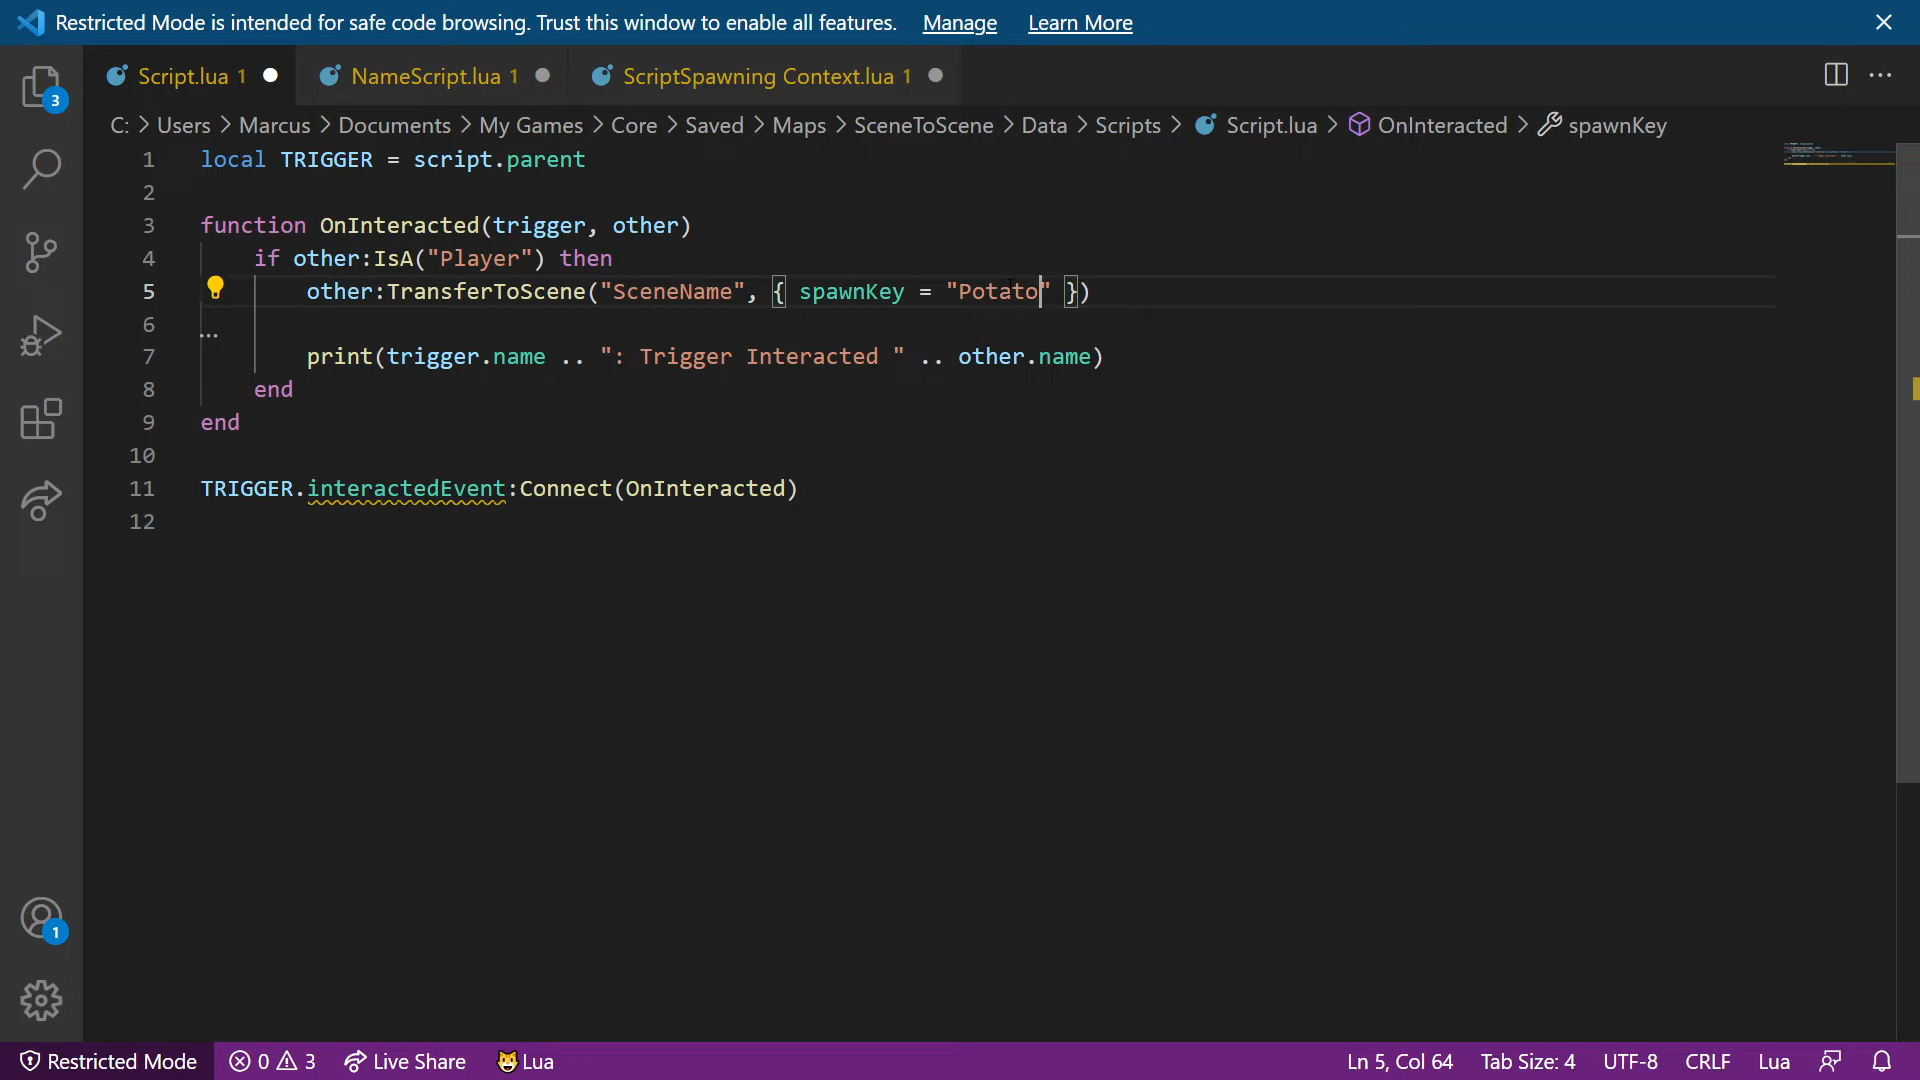 Restricted Mode is intended for safe code browsing. Trust this window to enable all features. Manage Learn More
Script.lua 1 NameScript.lua 1 ScriptSpawning Context.lua 1
3
C: > Users > Marcus > Documents > My Games > Core > Saved > Maps > SceneToScene > Data > Scripts > Script.lua > OnInteracted > spawnKey
1 local TRIGGER = script.parent
2
3 function OnInteracted(trigger, other)
4 if other:IsA("Player") then
5 other:TransferToScene("SceneName", { spawnKey = "Potato" })
6
7 print(trigger.name .. ": Trigger Interacted " .. other.name)
8 end
9 end
10
11 TRIGGER.interactedEvent:Connect(OnInteracted)
12
1
Restricted Mode 0 3 Live Share Lua Ln 5, Col 64 Tab Size: 4 UTF-8 CRLF Lua